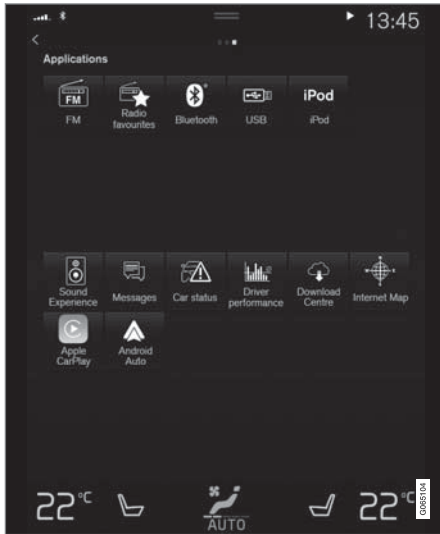 13:45
Applications
FM
FM Radio favourites Bluetooth USB iPod
iPod
Sound Experience Messages Car status Driver performance Download Centre Internet Map
Apple CarPlay Android Auto
22°C AUTO 22°C
G065104